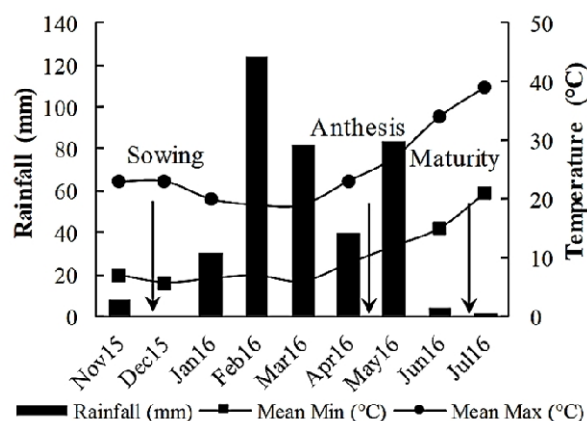 140
120
100
80
60
40
20
0
Rainfall (mm)
50
40
30
20
10
0
Temperature (°C)
Sowing
Anthesis
Maturity
Nov15
Dec15
Jan16
Feb16
Mar16
Apr16
May16
Jun16
Jul16
Rainfall (mm) Mean Min (°C) Mean Max (°C)